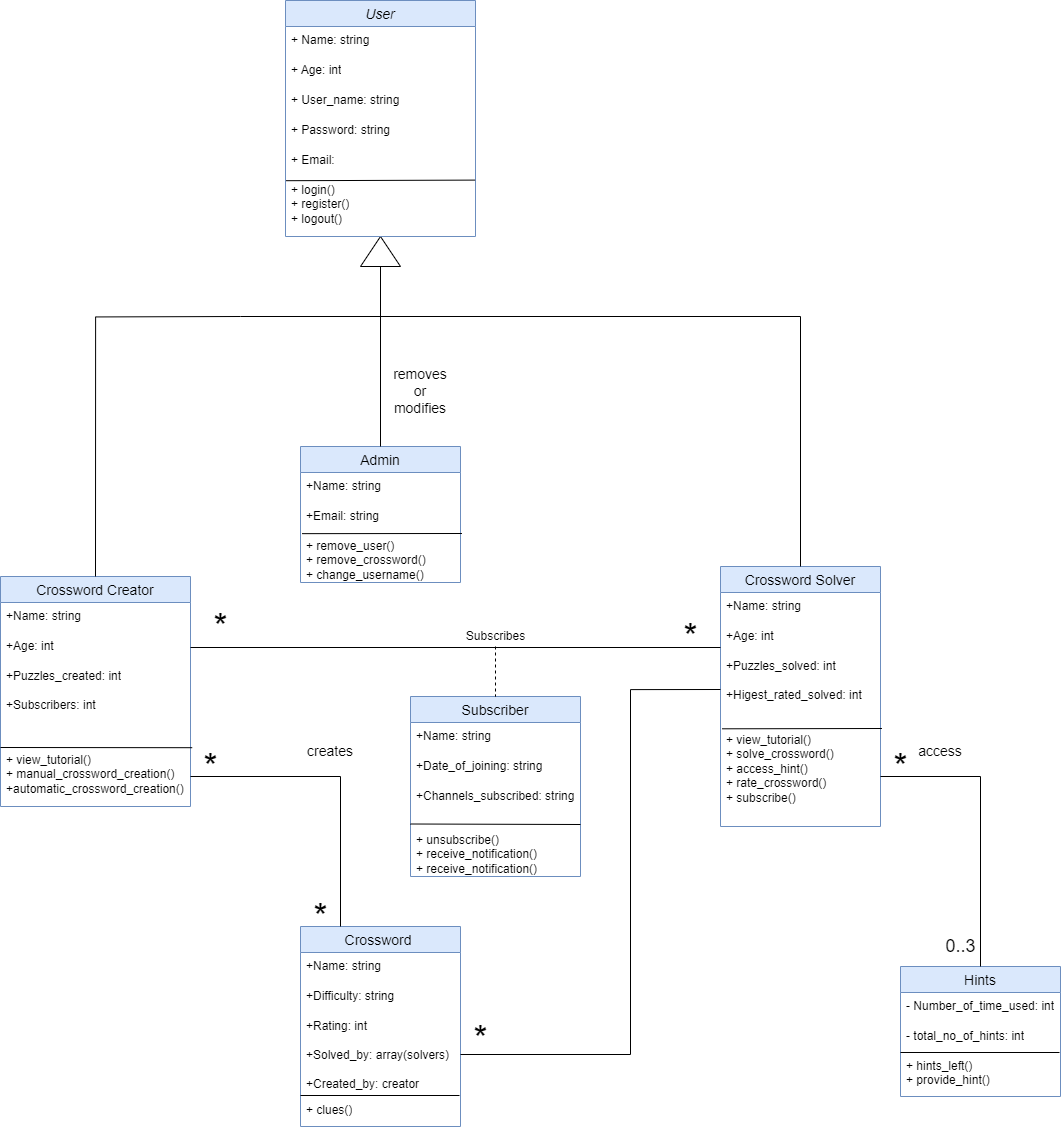 User
+ Name: string
+ Age: int
+ User_name: string
+ Password: string
+ Email:
+ login()
+ register()
+ logout()
removes
or
modifies
Admin
+Name: string
+Email: string
+ remove_user()
+ remove_crossword()
+ change_username()
Crossword Creator
+Name: string
+Age: int
+Puzzles_created: int
+Subscribers: int
+ view_tutorial()
+ manual_crossword_creation()
+automatic_crossword_creation()
*
Subscribes
*
Crossword Solver
+Name: string
+Age: int
+Puzzles_solved: int
+Higest_rated_solved: int
+ view_tutorial()
+ solve_crossword()
+ access_hint()
+ rate_crossword()
+ subscribe()
Subscriber
+Name: string
+Date_of_joining: string
+Channels_subscribed: string
+ unsubscribe()
+ receive_notification()
+ receive_notification()
*
creates
*
* access
0..3
Crossword
+Name: string
+Difficulty: string
+Rating: int
+Solved_by: array(solvers)
+Created_by: creator
+ clues()
*
Hints
- Number_of_time_used: int
- total_no_of_hints: int
+ hints_left()
+ provide_hint()